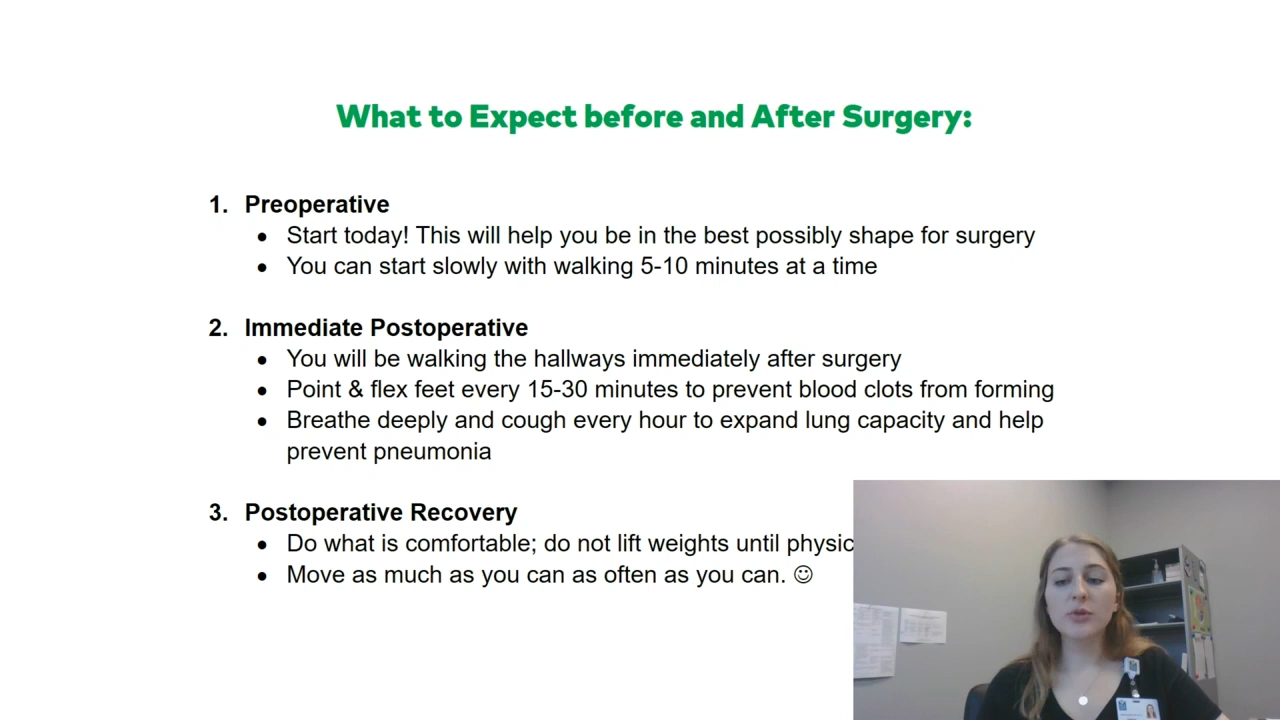 What to Expect before and After Surgery:
1. Preoperative
● Start today! This will help you be in the best possibly shape for surgery
● You can start slowly with walking 5-10 minutes at a time
2. Immediate Postoperative
● You will be walking the hallways immediately after surgery
● Point & flex feet every 15-30 minutes to prevent blood clots from forming
● Breathe deeply and cough every hour to expand lung capacity and help
prevent pneumonia
3. Postoperative Recovery
● Do what is comfortable; do not lift weights until physic
● Move as much as you can as often as you can. ☺